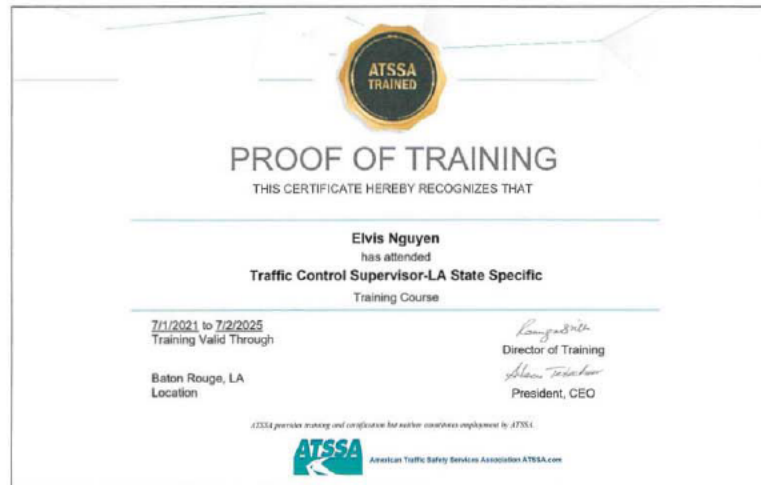 ATSSA
TRAINED
PROOF OF TRAINING
THIS CERTIFICATE HEREBY RECOGNIZES THAT
Elvis Nguyen
has attended
Traffic Control Supervisor-LA State Specific
Training Course
7/1/2021 to 7/2/2025
Training Valid Through
Director of Training
Baton Rouge, LA
Location
President, CEO
ATSSA provides training and certification but neither constitutes employment by ATSSA.
ATSSA
American Traffic Safety Services Association ATSSA.com